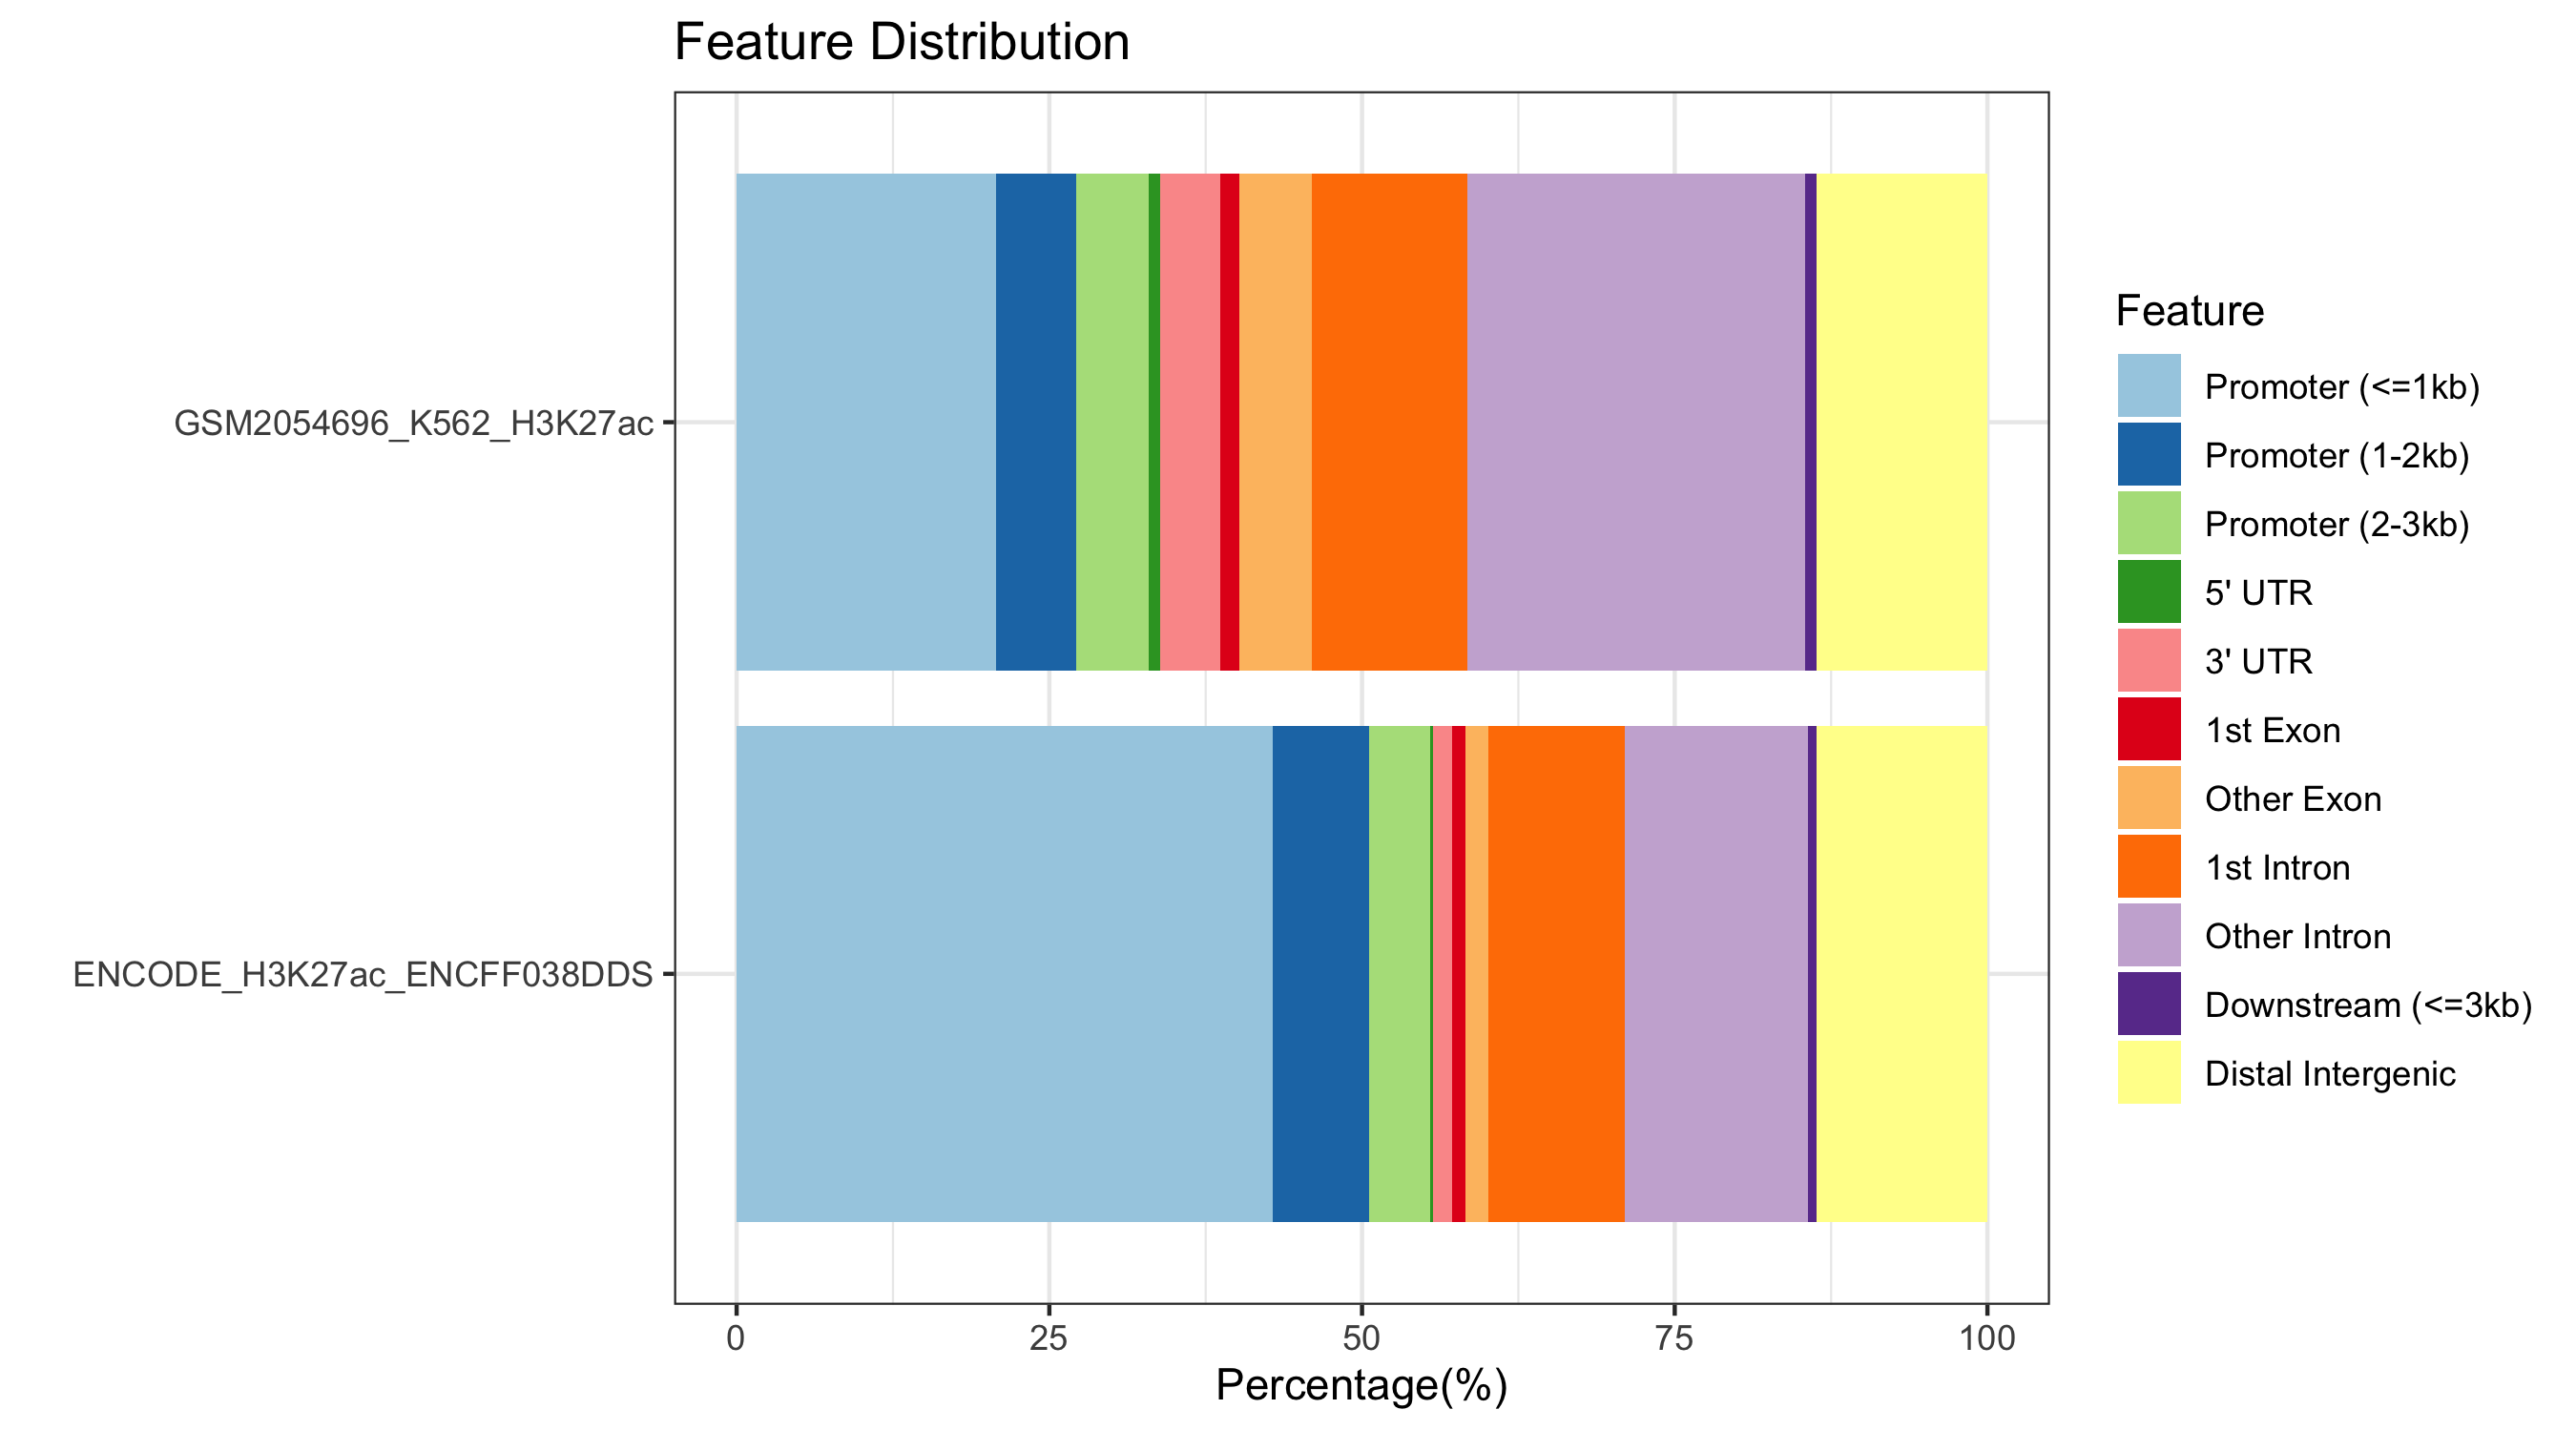 Feature Distribution
GSM2054696_K562_H3K27ac
ENCODE_H3K27ac_ENCFF038DDS
0 25 50 75 100
Percentage(%)
Feature
Promoter (<=1kb)
Promoter (1-2kb)
Promoter (2-3kb)
5' UTR
3' UTR
1st Exon
Other Exon
1st Intron
Other Intron
Downstream (<=3kb)
Distal Intergenic